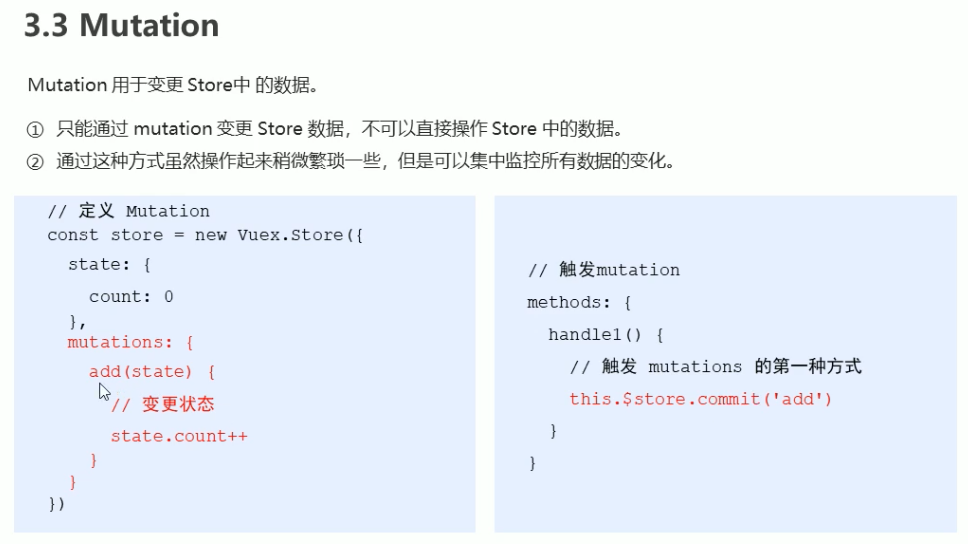 3.3 Mutation
Mutation 用于变更 Store中 的数据。
① 只能通过 mutation 变更 Store 数据，不可以直接操作 Store 中的数据。
② 通过这种方式虽然操作起来稍微繁琐一些，但是可以集中监控所有数据的变化。
// 定义 Mutation
const store = new Vuex.Store({
state: {
count: 0
},
mutations: {
add(state) {
// 变更状态
state.count++
}
}
})
// 触发mutation
methods: {
handle1() {
// 触发 mutations 的第一种方式
this.$store.commit('add')
}
}